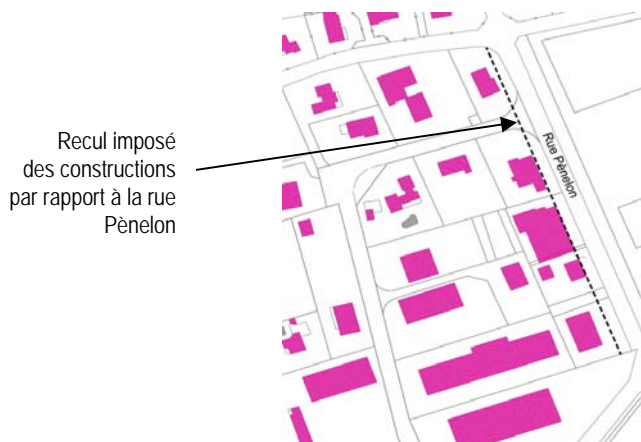 Recul imposé
des constructions
par rapport à la rue
Pènelon
Rue Pènelon